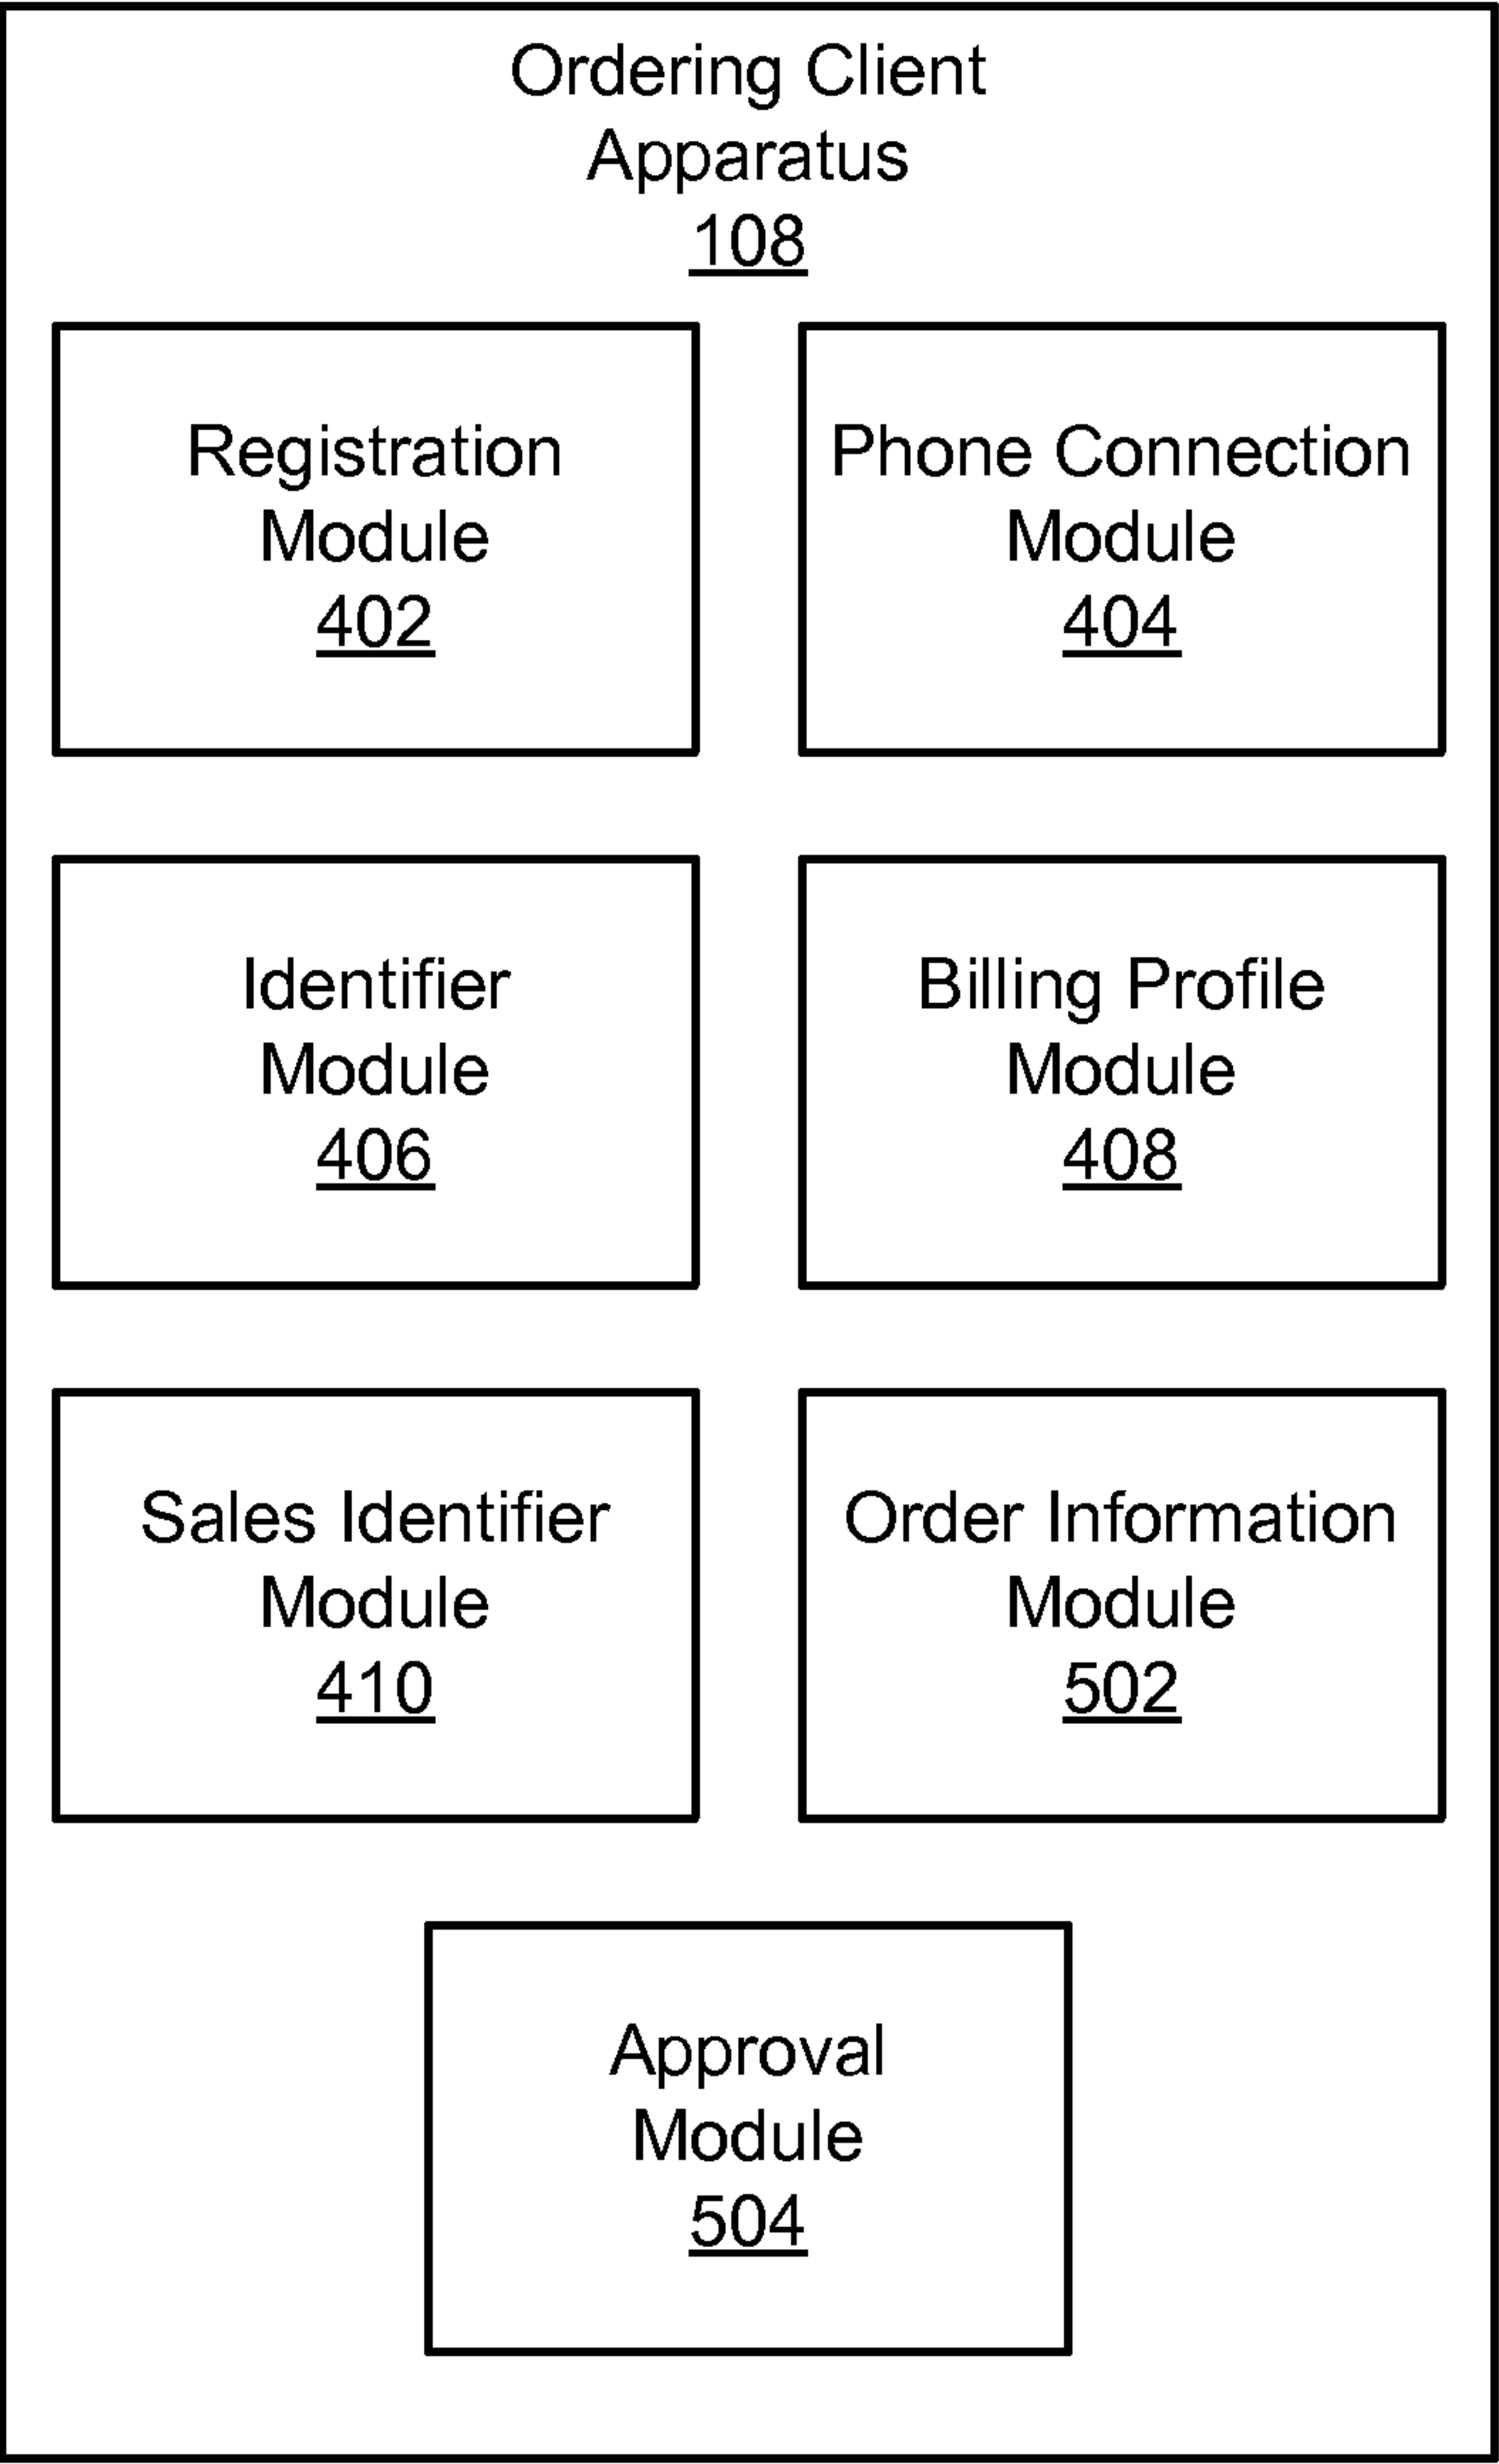 Ordering Client
Apparatus
108
Registration
Module
402
Phone Connection
Module
404
Identifier
Module
406
Billing Profile
Module
408
Sales Identifier
Module
410
Order Information
Module
502
Approval
Module
504